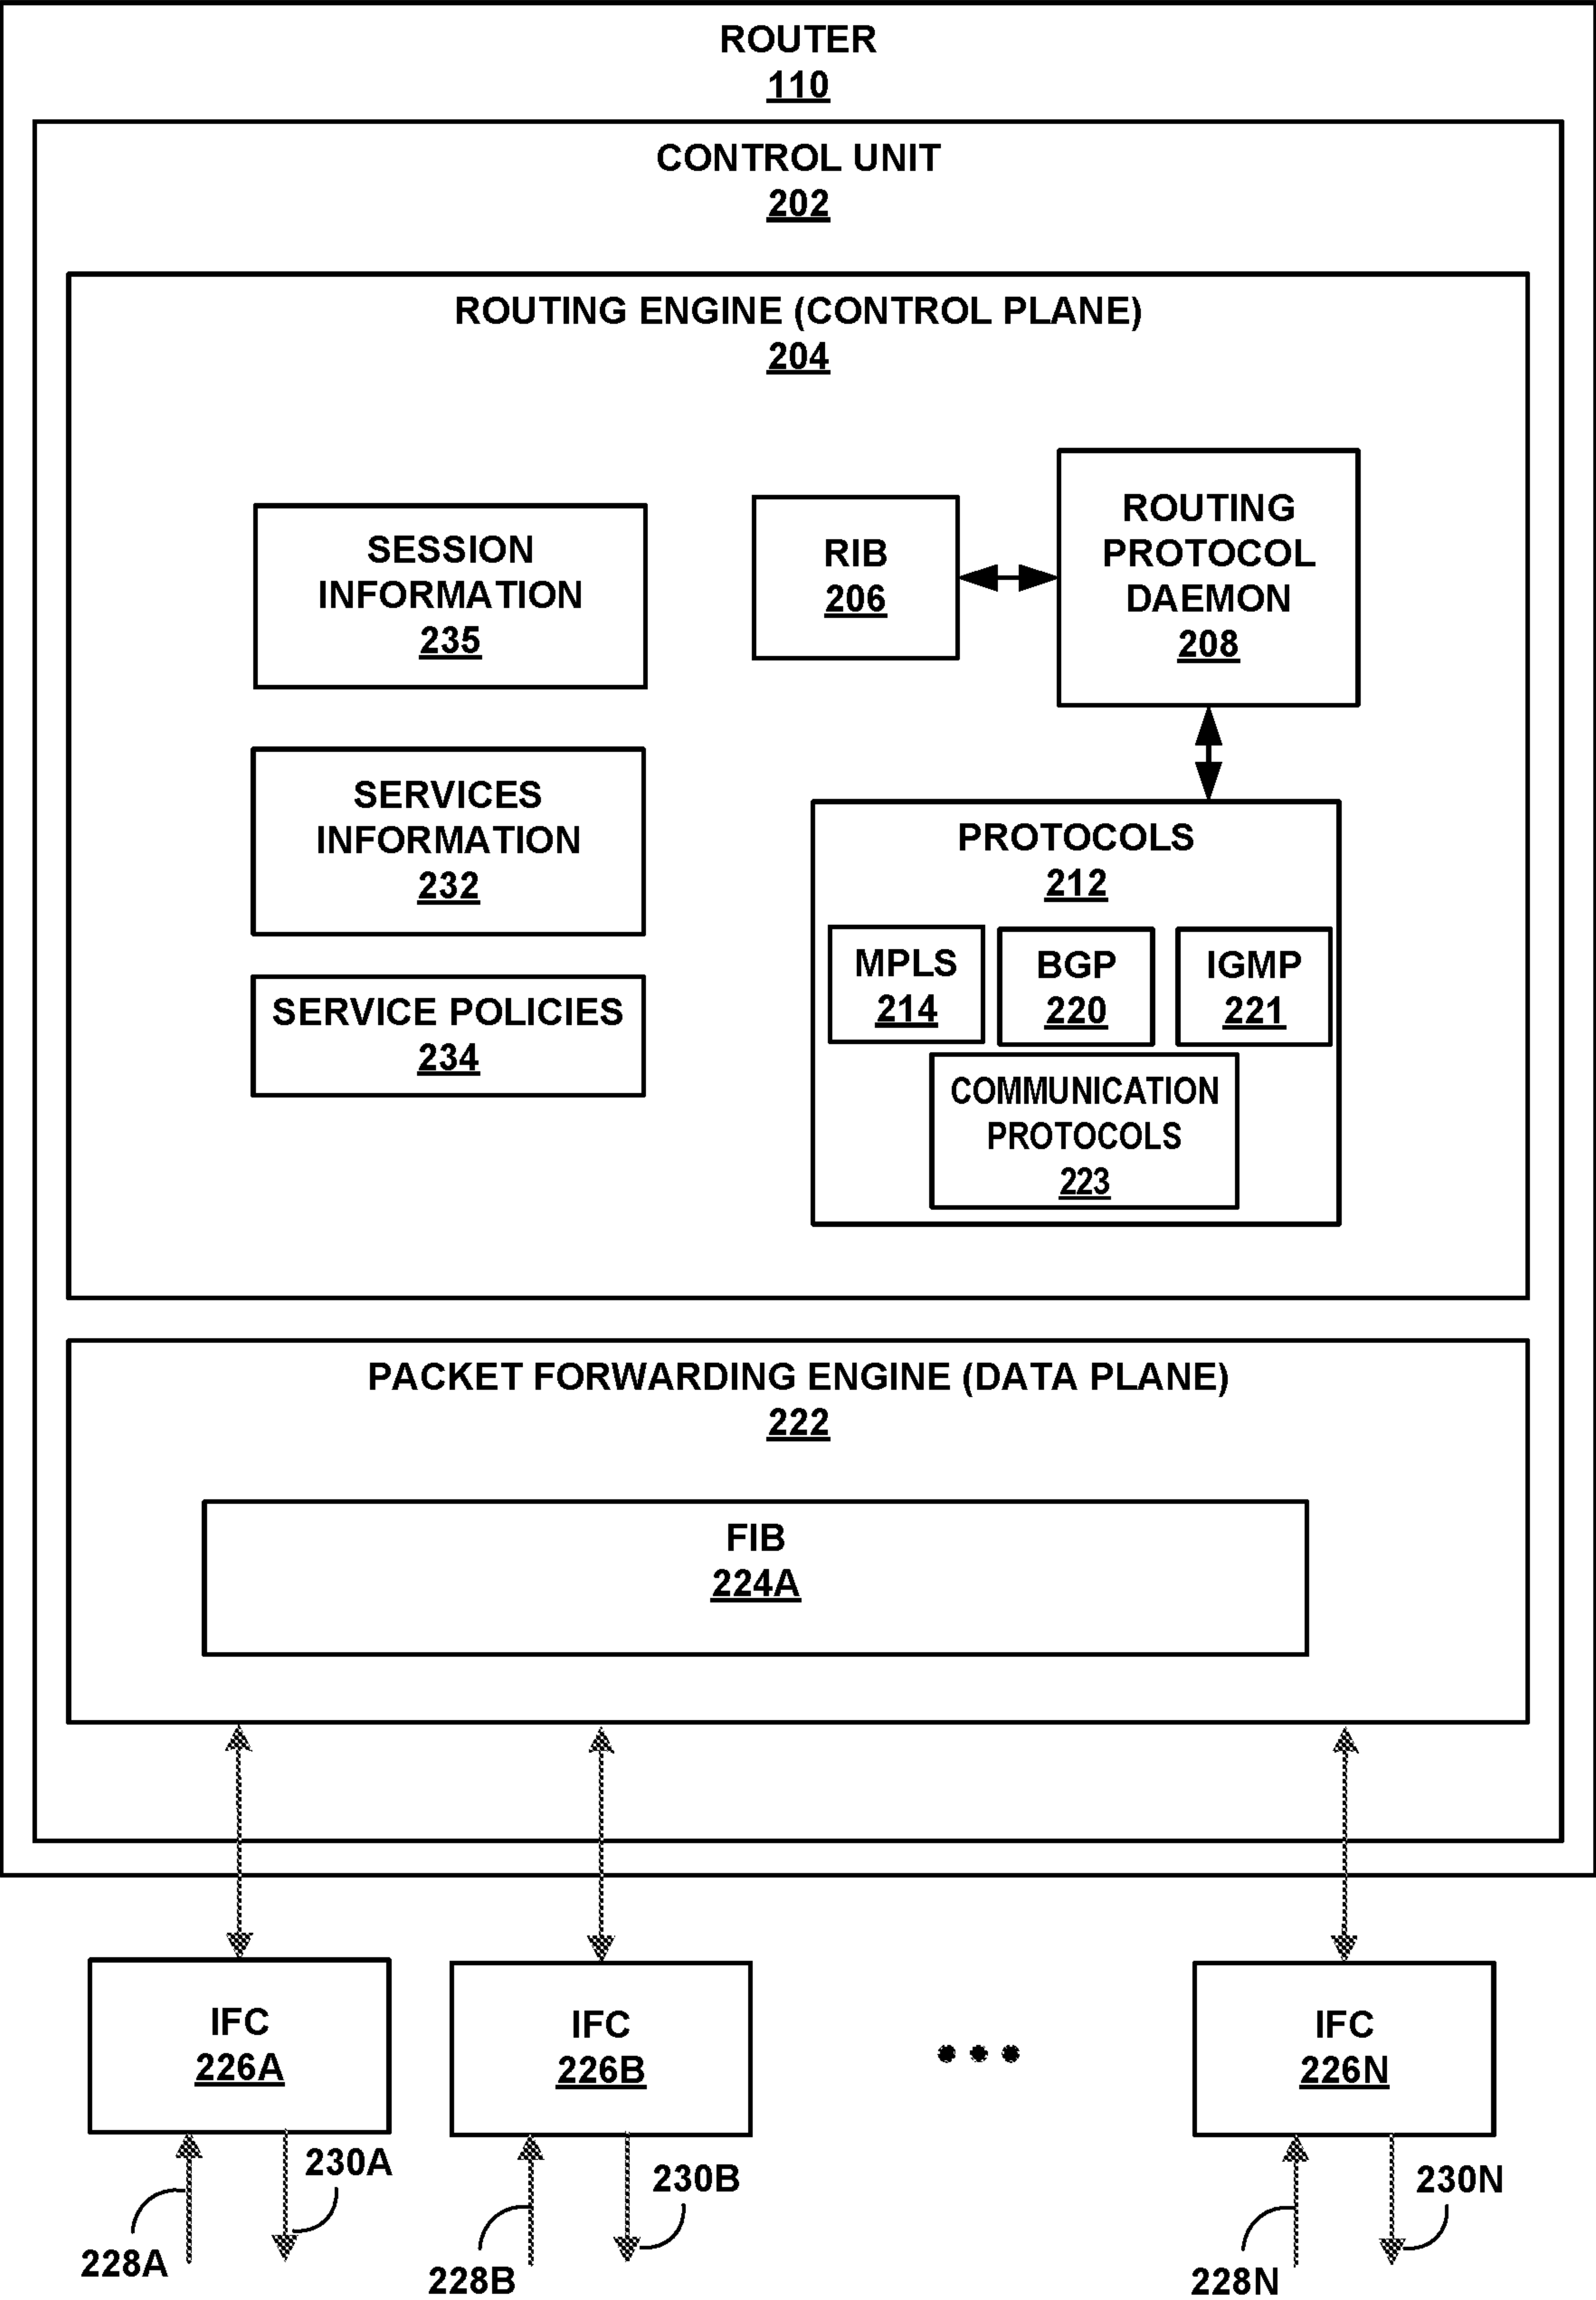 ROUTER
110
CONTROL UNIT
202
ROUTING ENGINE (CONTROL PLANE)
204
SESSION
INFORMATION
235
RIB
206
ROUTING
PROTOCOL
DAEMON
208
SERVICES
INFORMATION
232
SERVICE POLICIES
234
PROTOCOLS
212
MPLS
214
BGP
220
IGMP
221
COMMUNICATION
PROTOCOLS
223
PACKET FORWARDING ENGINE (DATA PLANE)
222
FIB
224A
IFC
226A
IFC
226B
IFC
226N
228A
230A
228B
230B
228N
230N